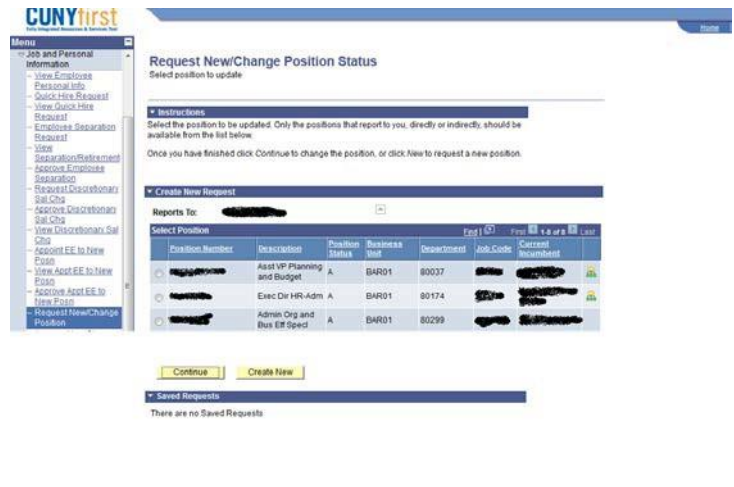 CUNYfirst
Fully Integrated Resources & Services Tool
Home
Menu
Job and Personal
Information
– View Employee
Personal Info
– Quick Hire Request
– View Quick Hire
Request
– Employee Separation
Request
– View
Separation/Retirement
– Approve Employee
Separation
– Request Discretionary
Sal Chg
– Approve Discretionary
Sal Chg
– View Discretionary Sal
Chg
– Appoint EE to New
Posn
– View Appt EE to New
Posn
– Approve Appt EE to
New Posn
– Request New/Change
Position
Request New/Change Position Status
Select position to update
Instructions
Select the position to be updated. Only the positions that report to you, directly or indirectly, should be
available from the list below.
Once you have finished click Continue to change the position, or click New to request a new position.
Create New Request
Reports To:
Select Position Find | First 1-8 of 8 Last
Position Number Description Position Status Business Unit Department Job Code Current Incumbent
Asst VP Planning
and Budget A BAR01 80037
Exec Dir HR-Adm A BAR01 80174
Admin Org and
Bus Eff Specl A BAR01 80299
Continue Create New
Saved Requests
There are no Saved Requests